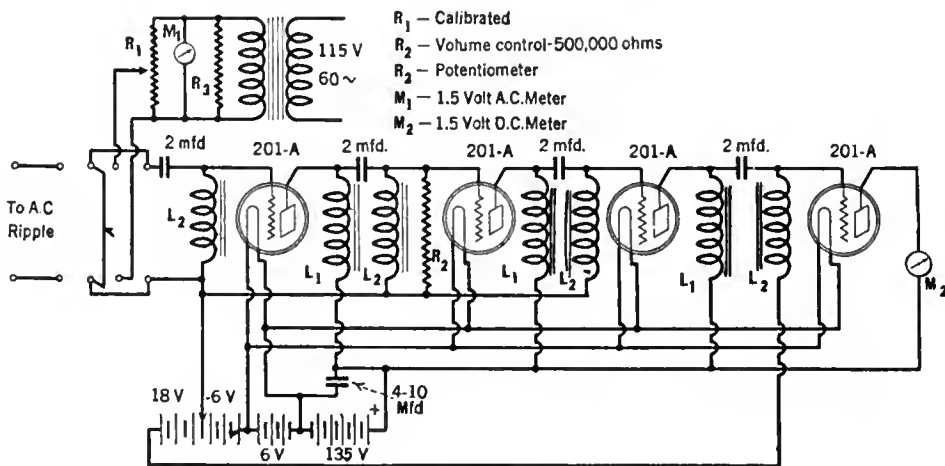 R1 — Calibrated
R2 — Volume control-500,000 ohms
R2 — Potentiometer
M1 — 1.5 Volt A.C. Meter
M2 — 1.5 Volt D.C. Meter
R1
M1
R3
115 V
60 ~
2 mfd
201-A
2 mfd.
201-A
2 mfd.
201-A
2 mfd.
201-A
To A.C
Ripple
L2
L1
L2
R2
L1
L2
L1
L2
M2
18 V
-6 V
4-10
Mfd
+
6 V
135 V